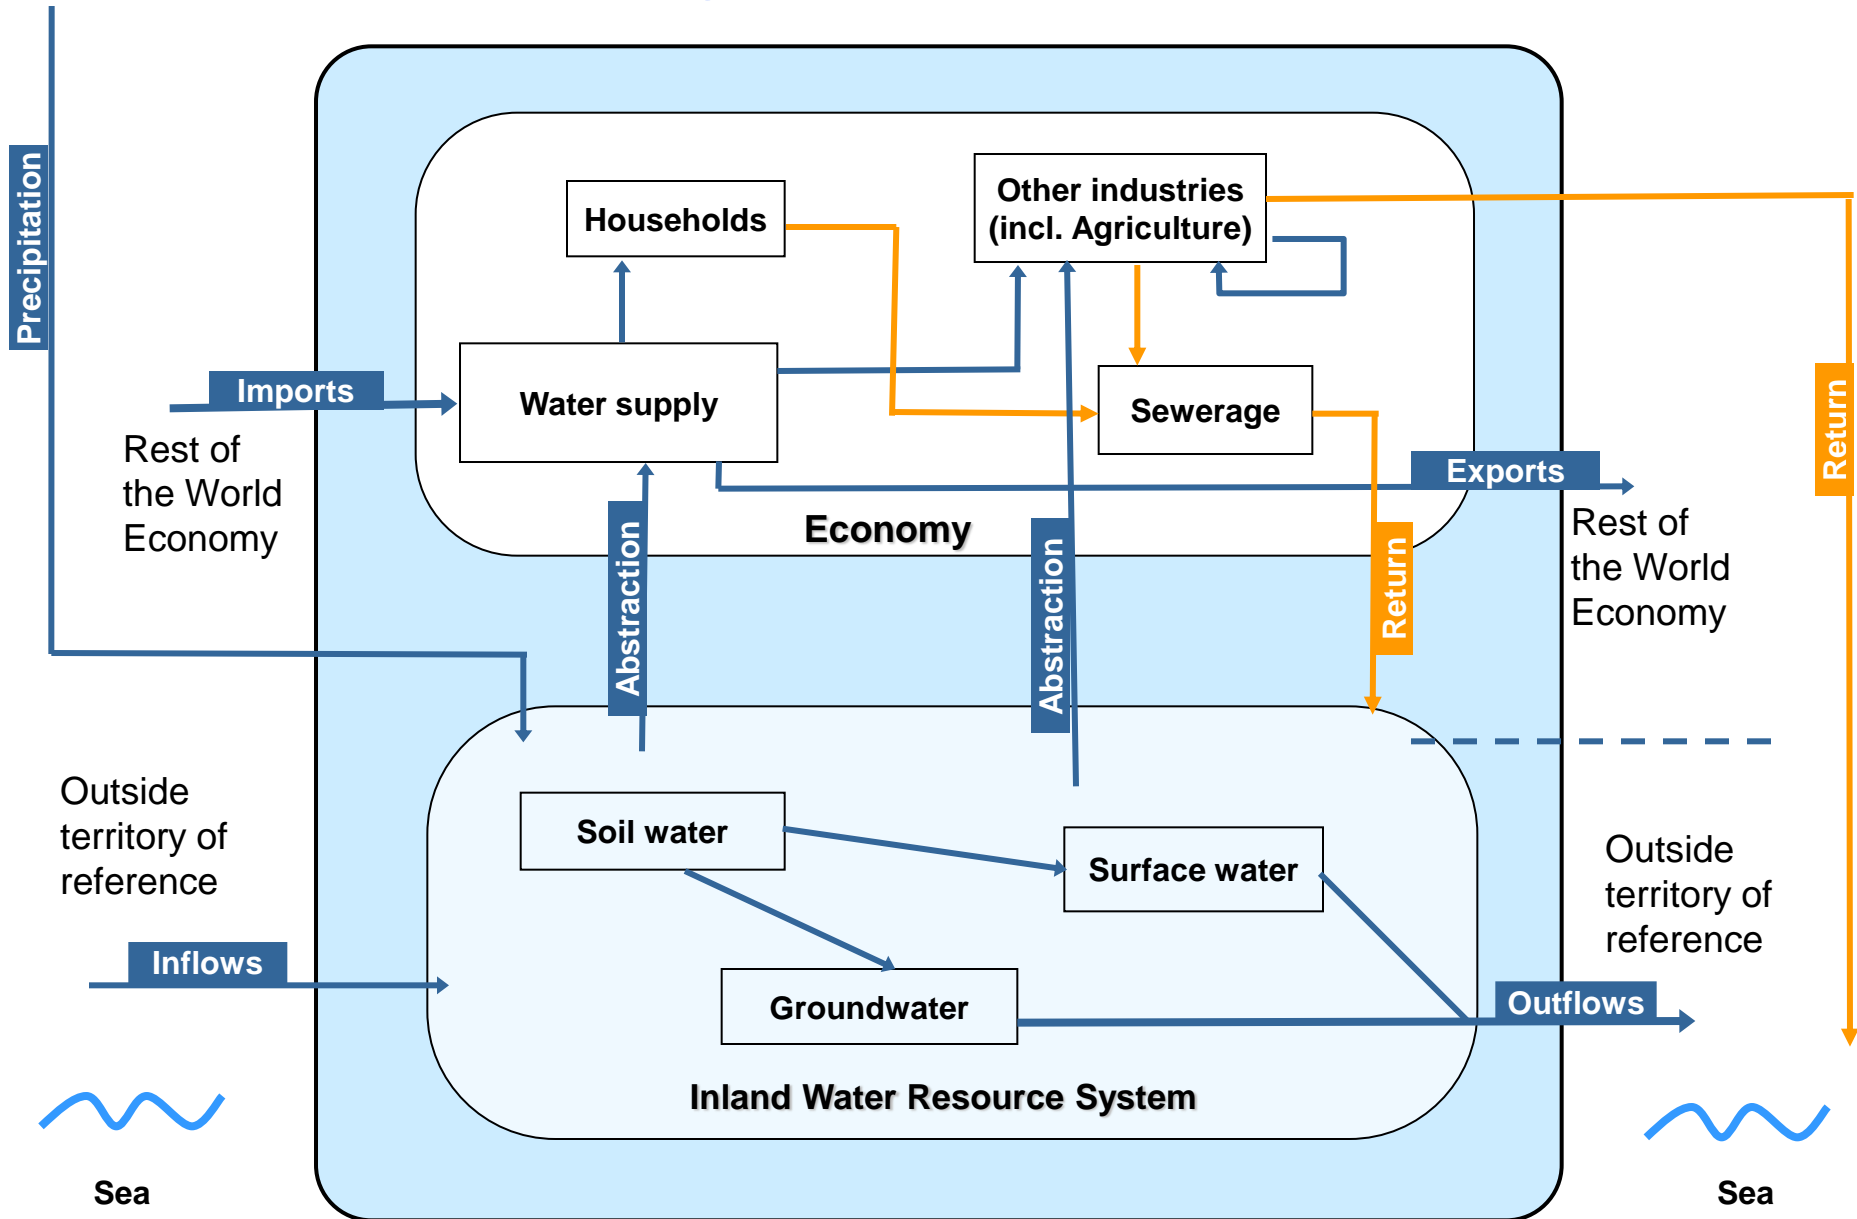 Precipitation
Households
Other industries
(incl. Agriculture)
Imports
Water supply
Sewerage
Return
Rest of
the World
Economy
Exports
Economy
Rest of
the World
Economy
Abstraction
Abstraction
Return
Outside
territory of
reference
Soil water
Surface water
Outside
territory of
reference
Inflows
Groundwater
Outflows
Inland Water Resource System
Sea
Sea